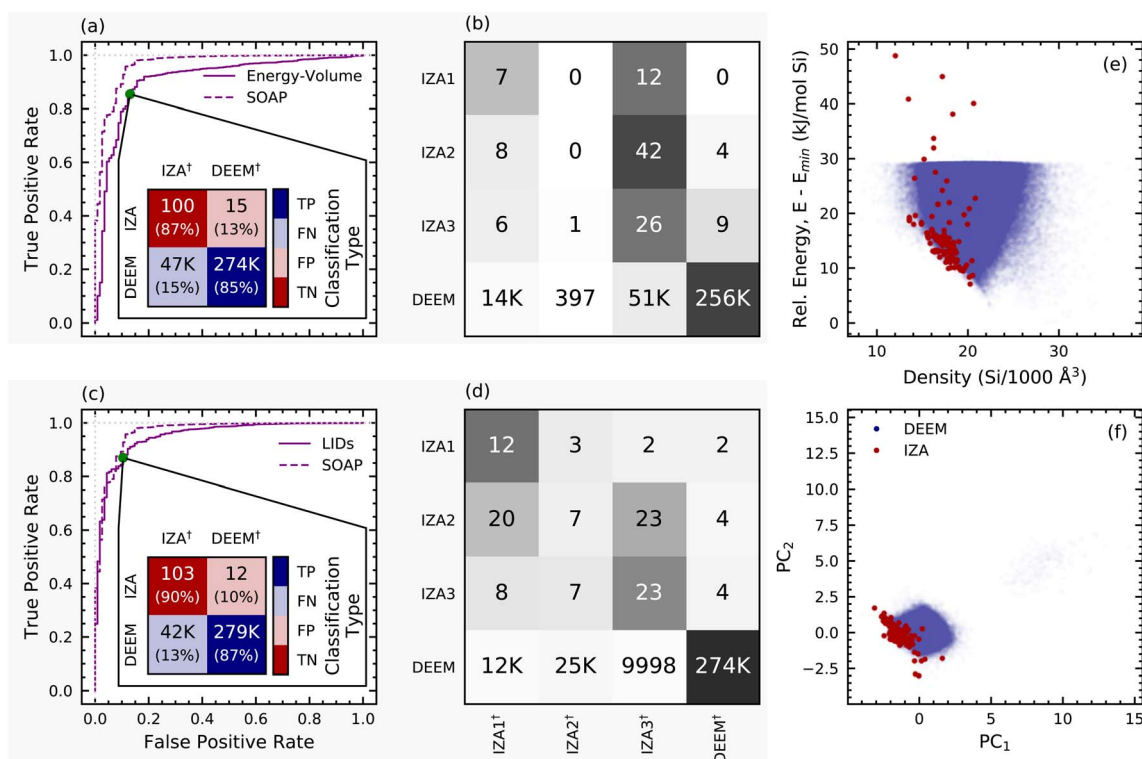 (a)
1.0
0.8
0.6
0.4
0.2
0.0
True Positive Rate
Energy-Volume
SOAP
IZA† DEEM†
IZA
DEEM
100
(87%)
15
(13%)
47K
(15%)
274K
(85%)
TP
FN
FP
TN
Classification
Type
(b)
IZA1 7 0 12 0
IZA2 8 0 42 4
IZA3 6 1 26 9
DEEM 14K 397 51K 256K
(e)
50
40
30
20
10
0
Rel. Energy, E - Emin (kJ/mol Si)
10 20 30
Density (Si/1000 Å³)
(c)
1.0
0.8
0.6
0.4
0.2
0.0
True Positive Rate
LIDs
SOAP
IZA† DEEM†
IZA
DEEM
103
(90%)
12
(10%)
42K
(13%)
279K
(87%)
TP
FN
FP
TN
Classification
Type
0.0 0.2 0.4 0.6 0.8 1.0
False Positive Rate
(d)
IZA1 12 3 2 2
IZA2 20 7 23 4
IZA3 8 7 23 4
DEEM 12K 25K 9998 274K
IZA1† IZA2† IZA3† DEEM†
(f)
DEEM
IZA
15.0
12.5
10.0
7.5
5.0
2.5
0.0
−2.5
PC₂
0 5 10 15
PC₁